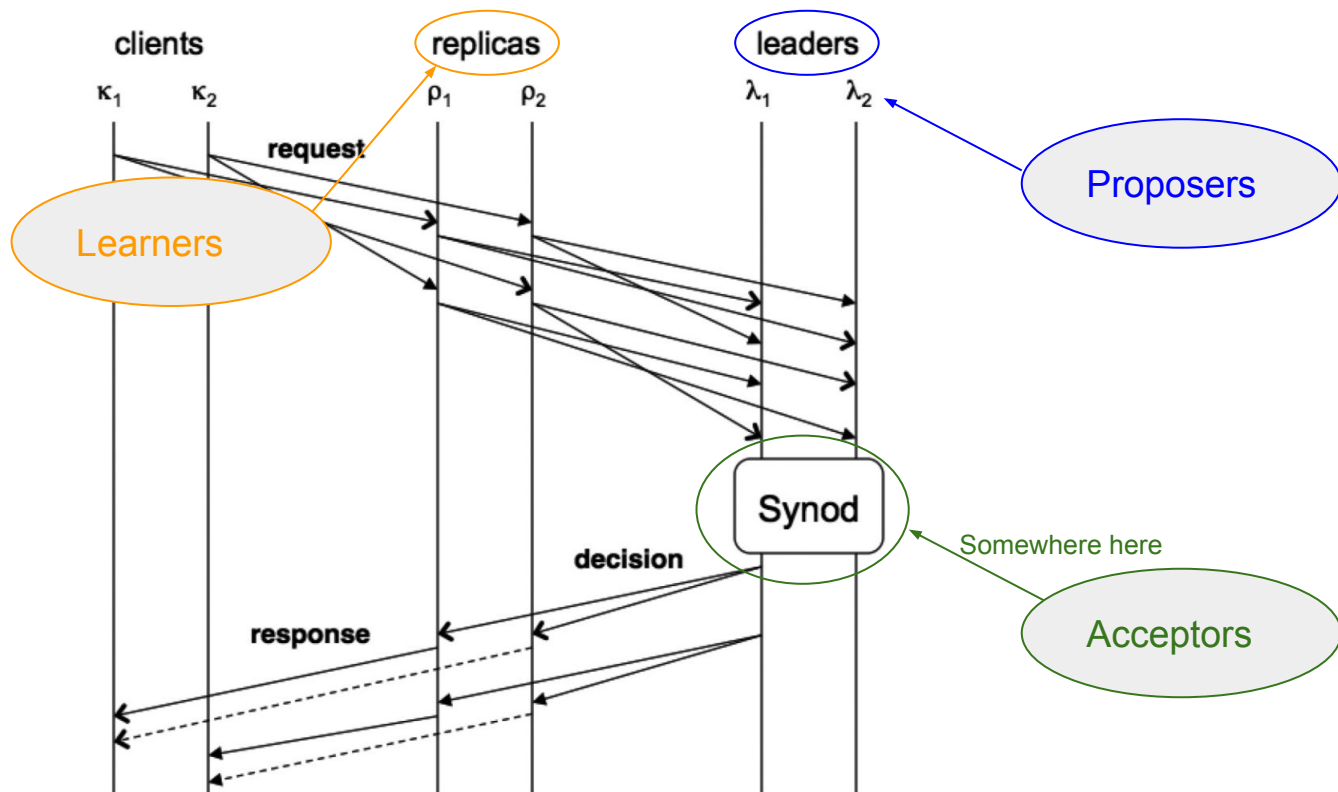 clients
replicas
leaders
κ1
κ2
ρ1
ρ2
λ1
λ2
request
Proposers
Learners
Synod
Somewhere here
decision
Acceptors
response